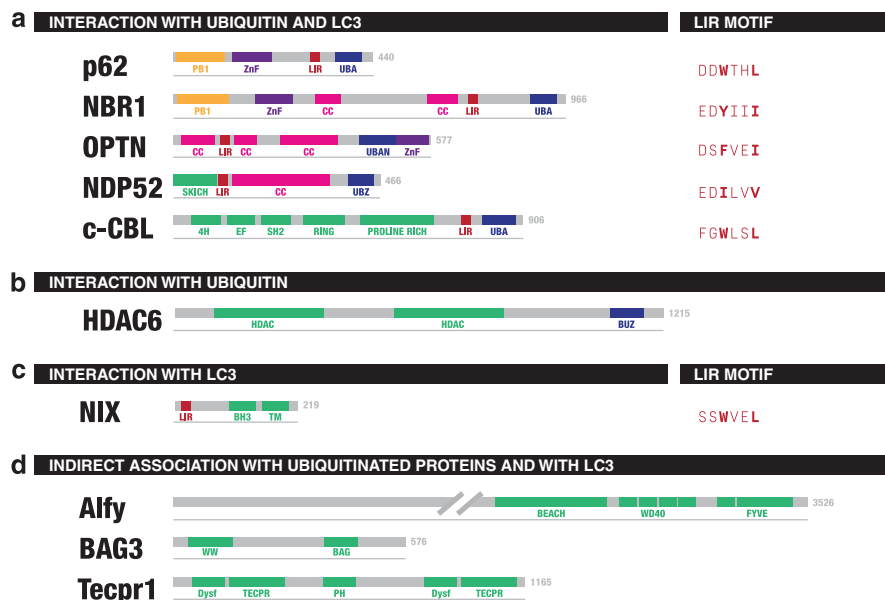 a INTERACTION WITH UBIQUITIN AND LC3 LIR MOTIF
p62 440 DDWTHL
PB1 ZnF LIR UBA
NBR1 966 EDYIII
PB1 ZnF CC CC LIR UBA
OPTN 577 DSFVEI
CC LIR CC CC UBAN ZnF
NDP52 466 EDILVV
SKICH LIR CC UBZ
c-CBL 906 FGWLSL
4H EF SH2 RING PROLINE RICH LIR UBA
b INTERACTION WITH UBIQUITIN
HDAC6 1215
HDAC HDAC BUZ
c INTERACTION WITH LC3 LIR MOTIF
NIX 219 SSWVEL
LIR BH3 TM
d INDIRECT ASSOCIATION WITH UBIQUITINATED PROTEINS AND WITH LC3
Alfy 3526
BEACH WD40 FYVE
BAG3 576
WW BAG
Tecpr1 1165
Dysf TECPR PH Dysf TECPR